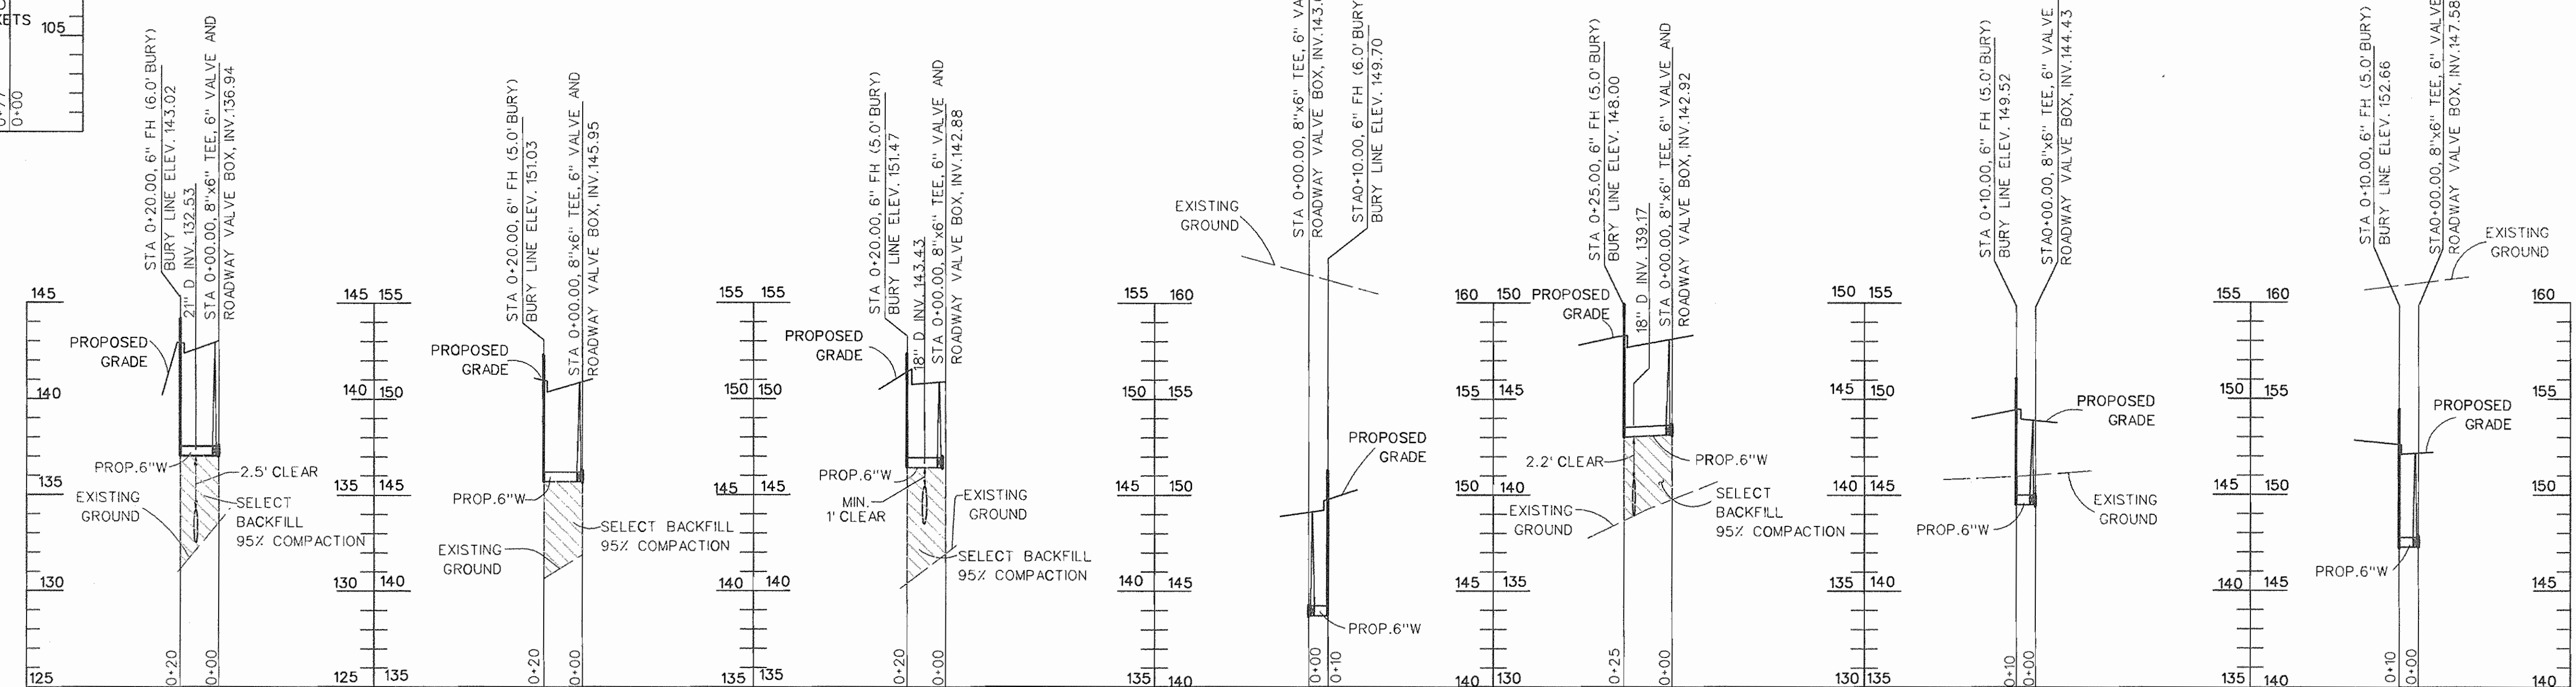 KETS
105
0+00
STA 0+20.00, 6" FH (6.0' BURY)
BURY LINE ELEV. 143.02
21" D INV. 132.53
STA 0+00.00, 8"x6" TEE, 6" VALVE AND
ROADWAY VALVE BOX, INV.136.94
145
140
135
130
125
PROPOSED
GRADE
PROP.6"W
2.5' CLEAR
EXISTING
GROUND
SELECT
BACKFILL
95% COMPACTION
0+20
0+00
145 155
140 150
135 145
130 140
125 135
STA 0+20.00, 6" FH (5.0' BURY)
BURY LINE ELEV. 151.03
STA 0+00.00, 8"x6" TEE, 6" VALVE AND
ROADWAY VALVE BOX, INV.145.95
PROPOSED
GRADE
PROP.6"W
SELECT BACKFILL
95% COMPACTION
EXISTING
GROUND
0+20
0+00
155 155
150 150
145 145
140 140
135 135
STA 0+20.00, 6" FH (5.0' BURY)
BURY LINE ELEV. 151.47
18" D INV. 143.43
STA 0+00.00, 8"x6" TEE, 6" VALVE AND
ROADWAY VALVE BOX, INV.142.88
PROPOSED
GRADE
PROP.6"W
MIN.
1' CLEAR
EXISTING
GROUND
SELECT BACKFILL
95% COMPACTION
0+20
0+00
155 160
150 155
145 150
140 145
135 140
STA 0+00.00, 8"x6" TEE, 6" VA
ROADWAY VALVE BOX, INV.143.
STA0+10.00, 6" FH (6.0' BURY
BURY LINE ELEV. 149.70
EXISTING
GROUND
PROPOSED
GRADE
PROP.6"W
0+00
0+10
160 150
155 145
150 140
145 135
140 130
STA 0+25.00, 6" FH (5.0' BURY)
BURY LINE ELEV. 148.00
18" D INV. 139.17
STA 0+00.00, 8"x6" TEE, 6" VALVE AND
ROADWAY VALVE BOX, INV.142.92
PROPOSED
GRADE
2.2' CLEAR
PROP.6"W
EXISTING
GROUND
SELECT
BACKFILL
95% COMPACTION
0+25
0+00
150 155
145 150
140 145
135 140
130 135
STA 0+10.00, 6" FH (5.0' BURY)
BURY LINE ELEV. 149.52
STA0+00.00, 8"x6" TEE, 6" VALVE
ROADWAY VALVE BOX, INV.144.43
PROPOSED
GRADE
EXISTING
GROUND
PROP.6"W
0+10
0+00
155 160
150 155
145 150
140 145
135 140
STA 0+10.00, 6" FH (5.0' BURY)
BURY LINE ELEV. 152.66
STA0+00.00, 8"x6" TEE, 6" VALVE
ROADWAY VALVE BOX, INV.147.58
EXISTING
GROUND
PROPOSED
GRADE
PROP.6"W
0+10
0+00
160
155
150
145
140